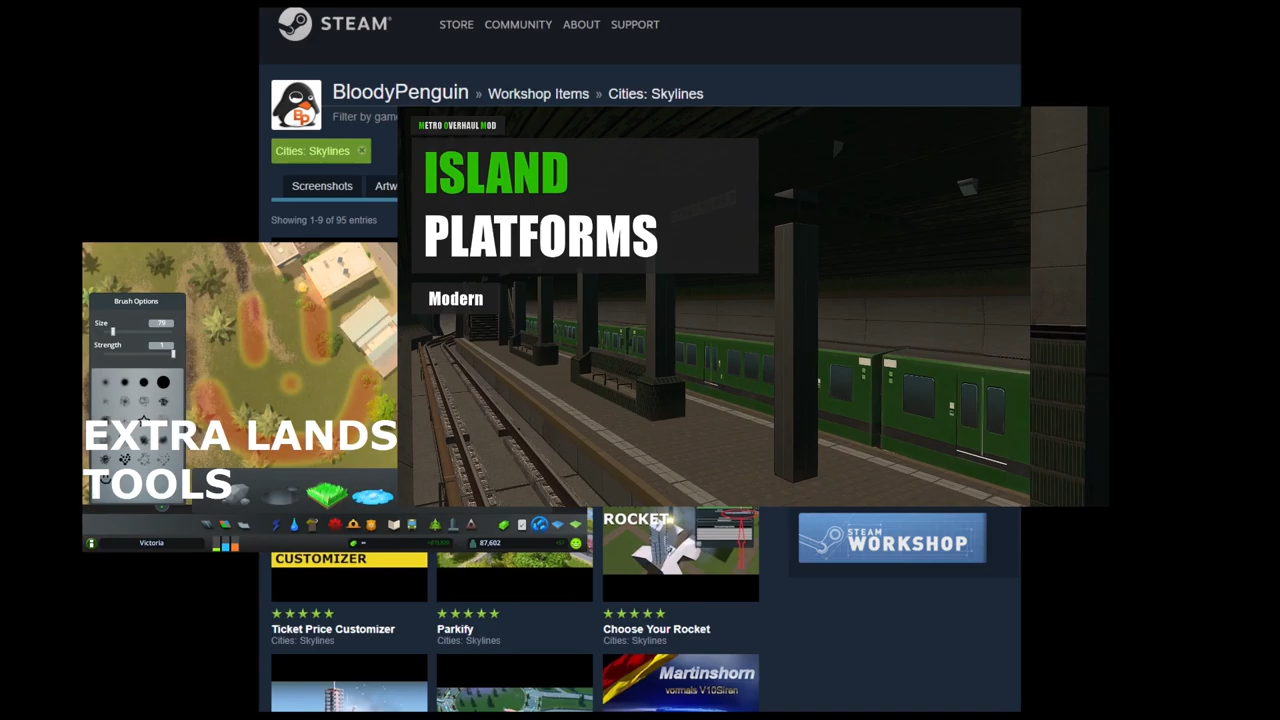 STEAM®
STORE COMMUNITY ABOUT SUPPORT
BloodyPenguin » Workshop Items » Cities: Skylines
Filter by game
Cities: Skylines
Screenshots Artw
Showing 1-9 of 95 entries
METRO OVERHAUL MOD
ISLAND
PLATFORMS
Modern
Brush Options
Size 79
Strength 1
EXTRA LANDS
TOOLS
Victoria
87,602
ROCKET
STEAM
WORKSHOP
CUSTOMIZER
Ticket Price Customizer
Cities: Skylines
Parkify
Cities: Skylines
Choose Your Rocket
Cities: Skylines
Martinshorn
vormals V10Siren